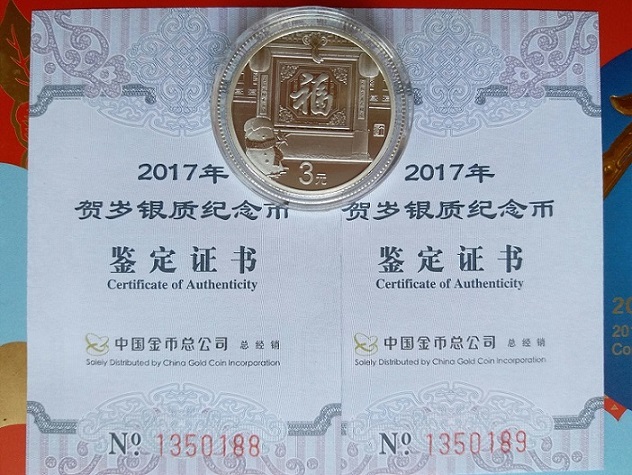 福
3元
2017年
贺岁银质纪念币
鉴定证书
Certificate of Authenticity
中国金币总公司 总经销
Solely Distributed by China Gold Coin Incorporation
No. 1350188
2017年
贺岁银质纪念币
鉴定证书
Certificate of Authenticity
中国金币总公司 总经销
Solely Distributed by China Gold Coin Incorporation
No. 1350189
20
201
Co